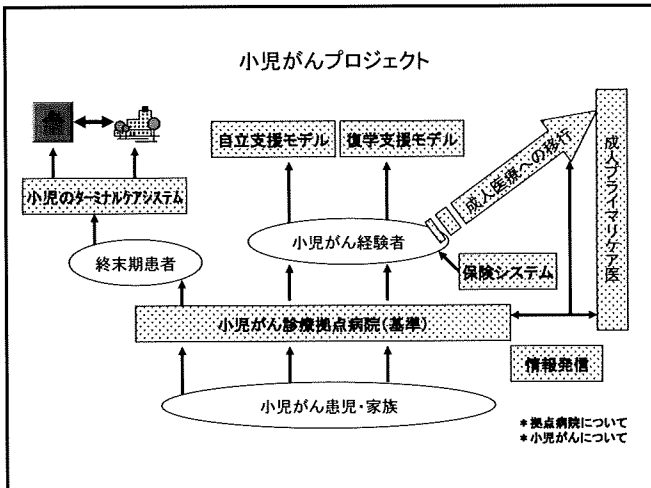 小児がんプロジェクト
自立支援モデル
復学支援モデル
成人医療への移行
成人プライマリケア医
小児のターミナルケアシステム
終末期患者
小児がん経験者
保険システム
小児がん診療拠点病院(基準)
情報発信
小児がん患児・家族
*拠点病院について
*小児がんについて